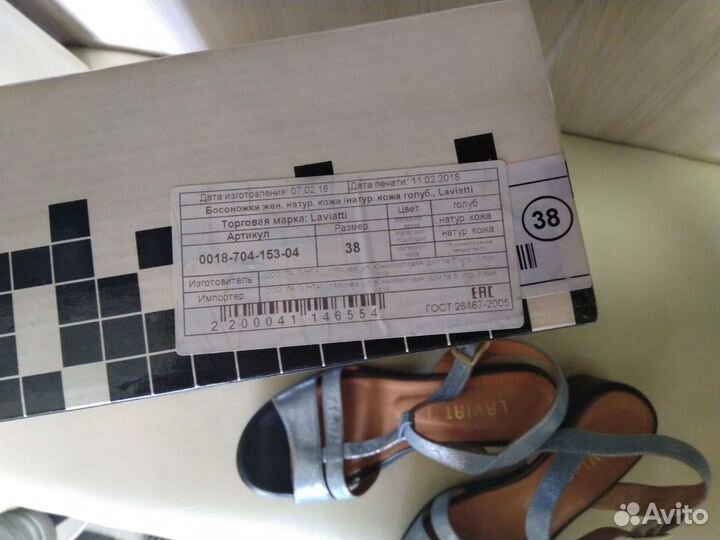 Дата изготовления: 07.02.18 Дата печати: 11.02.2018
Босоножки жен. натур. кожа /натур. кожа голуб., Laviatti
Торговая марка: Laviatti Цвет голуб
Артикул Размер натур. кожа
0018-704-153-04 38 натур. кожа
Изготовитель
Импортер
2 200041 146554
EAC
ГОСТ 26167-2005
38
LAVIAT
Avito